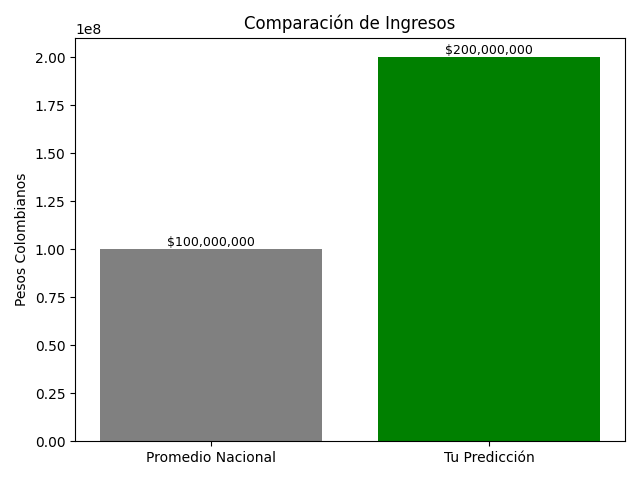 Comparación de Ingresos
1e8
$200,000,000
$100,000,000
Pesos Colombianos
2.00
1.75
1.50
1.25
1.00
0.75
0.50
0.25
0.00
Promedio Nacional
Tu Predicción